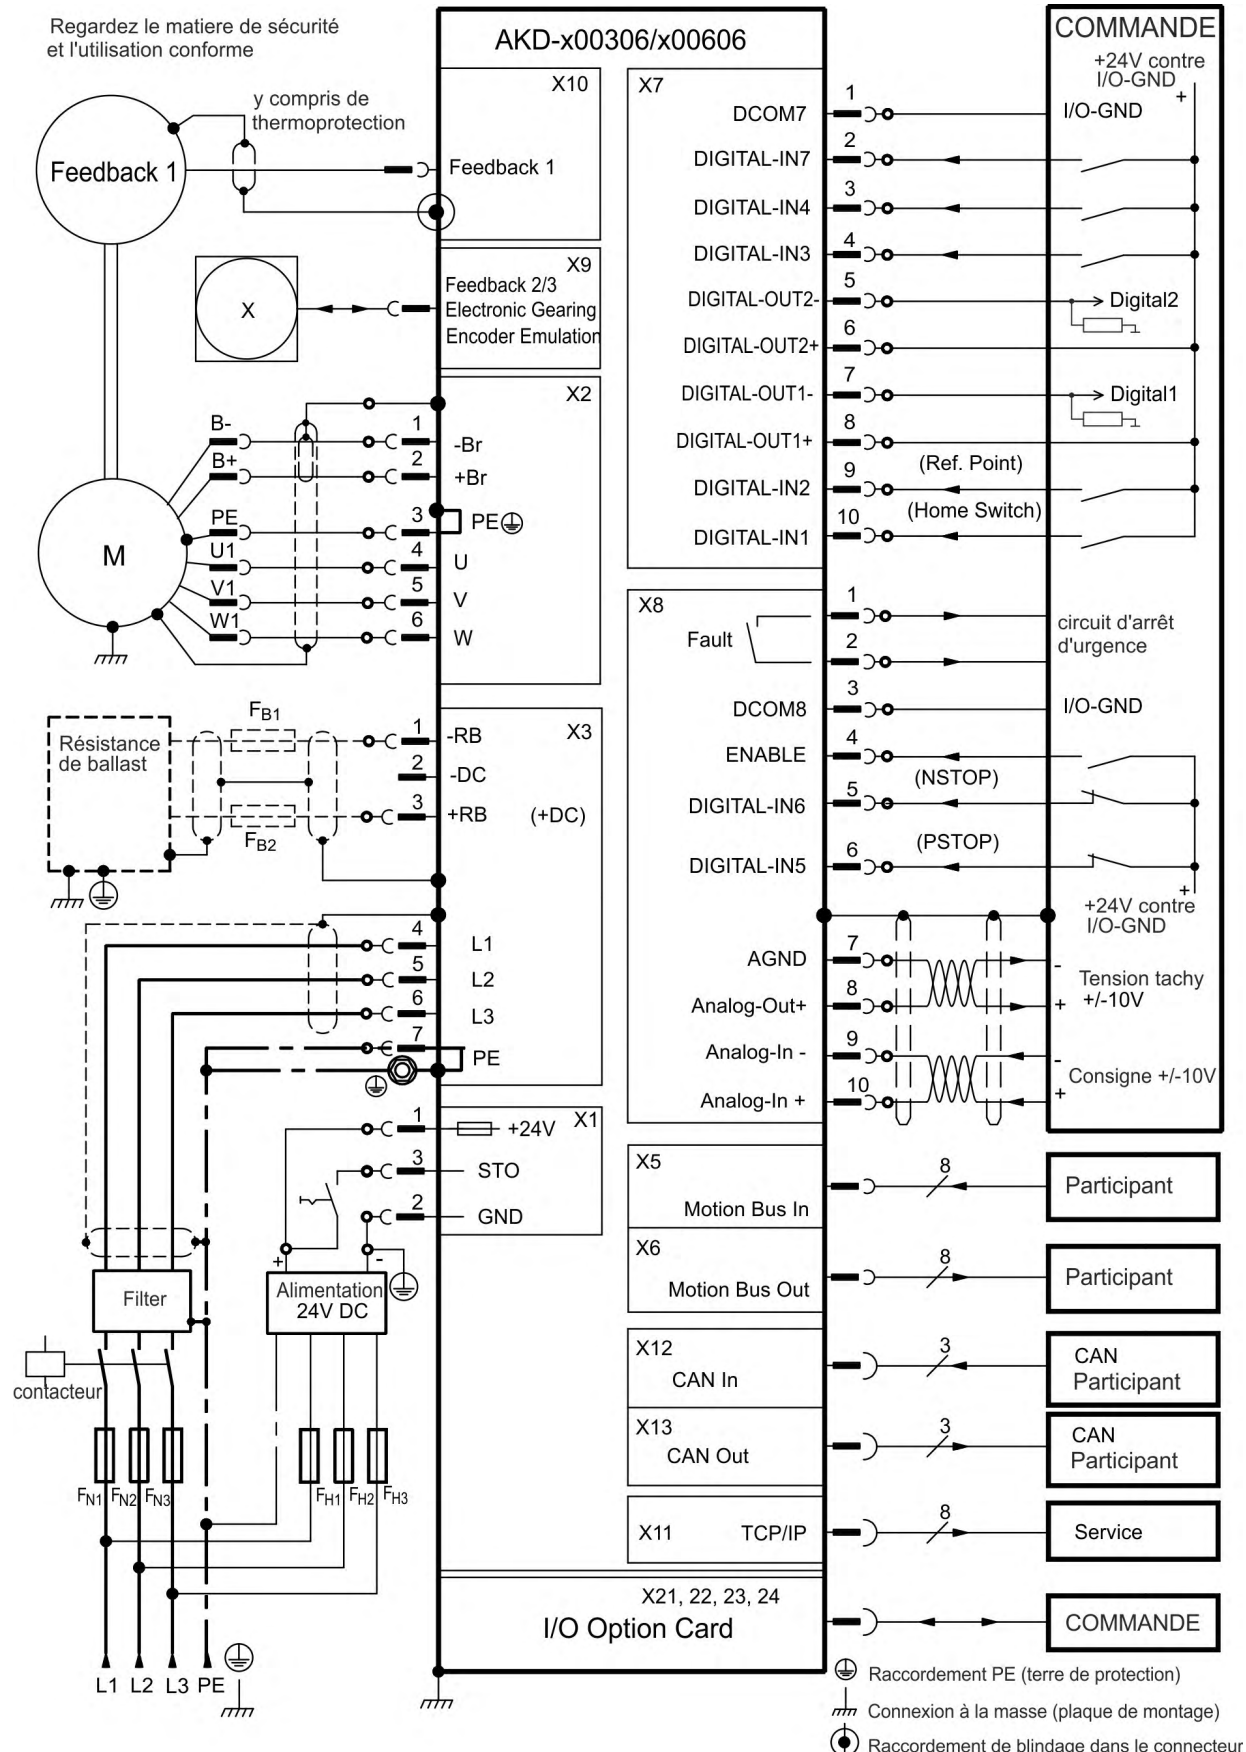 Regardez le matiere de sécurité
et l'utilisation conforme
AKD-x00306/x00606
COMMANDE
+24V contre
I/O-GND
+
X10
y compris de
thermoprotection
Feedback 1
Feedback 1
X9
Feedback 2/3
Electronic Gearing
Encoder Emulation
X
X2
B-
1
-Br
B+
2
+Br
PE
3
PE
U1
4
U
V1
5
V
W1
6
W
M
X3
Résistance
de ballast
FB1
1
-RB
2
-DC
3
+RB
(+DC)
FB2
4
L1
5
L2
6
L3
7
PE
X1
1
+24V
3
STO
2
GND
+
-
Alimentation
24V DC
Filter
contacteur
FN1
FN2
FN3
FH1
FH2
FH3
L1
L2
L3
PE
X7
DCOM7
1
I/O-GND
DIGITAL-IN7
2
DIGITAL-IN4
3
DIGITAL-IN3
4
DIGITAL-OUT2-
5
Digital2
DIGITAL-OUT2+
6
DIGITAL-OUT1-
7
Digital1
DIGITAL-OUT1+
8
DIGITAL-IN2
9
(Ref. Point)
DIGITAL-IN1
10
(Home Switch)
X8
Fault
1
2
circuit d'arrêt
d'urgence
DCOM8
3
I/O-GND
ENABLE
4
DIGITAL-IN6
5
(NSTOP)
DIGITAL-IN5
6
(PSTOP)
+
+24V contre
I/O-GND
AGND
7
-
Analog-Out+
8
+
Tension tachy
+/-10V
Analog-In -
9
-
Analog-In +
10
+
Consigne +/-10V
X5
Motion Bus In
8
Participant
X6
Motion Bus Out
8
Participant
X12
CAN In
3
CAN
Participant
X13
CAN Out
3
CAN
Participant
X11
TCP/IP
8
Service
X21, 22, 23, 24
I/O Option Card
COMMANDE
Raccordement PE (terre de protection)
Connexion à la masse (plaque de montage)
Raccordement de blindage dans le connecteur